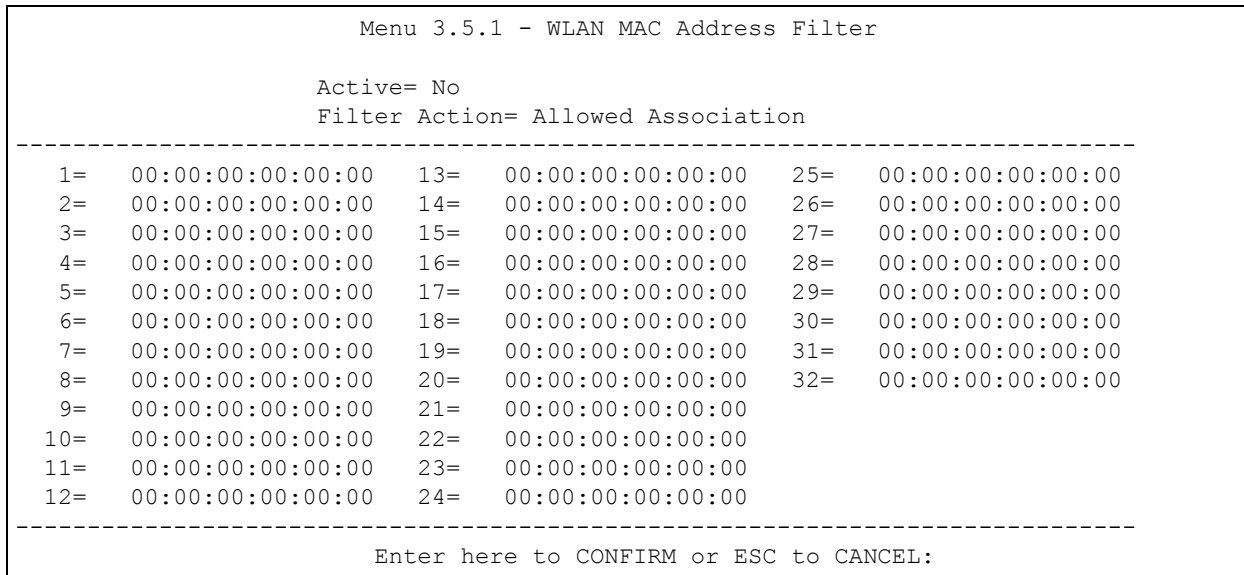 Menu 3.5.1 - WLAN MAC Address Filter
Active= No
Filter Action= Allowed Association
------------------------------------------------------------------------------
1= 00:00:00:00:00:00 13= 00:00:00:00:00:00 25= 00:00:00:00:00:00
2= 00:00:00:00:00:00 14= 00:00:00:00:00:00 26= 00:00:00:00:00:00
3= 00:00:00:00:00:00 15= 00:00:00:00:00:00 27= 00:00:00:00:00:00
4= 00:00:00:00:00:00 16= 00:00:00:00:00:00 28= 00:00:00:00:00:00
5= 00:00:00:00:00:00 17= 00:00:00:00:00:00 29= 00:00:00:00:00:00
6= 00:00:00:00:00:00 18= 00:00:00:00:00:00 30= 00:00:00:00:00:00
7= 00:00:00:00:00:00 19= 00:00:00:00:00:00 31= 00:00:00:00:00:00
8= 00:00:00:00:00:00 20= 00:00:00:00:00:00 32= 00:00:00:00:00:00
9= 00:00:00:00:00:00 21= 00:00:00:00:00:00
10= 00:00:00:00:00:00 22= 00:00:00:00:00:00
11= 00:00:00:00:00:00 23= 00:00:00:00:00:00
12= 00:00:00:00:00:00 24= 00:00:00:00:00:00
------------------------------------------------------------------------------
Enter here to CONFIRM or ESC to CANCEL: